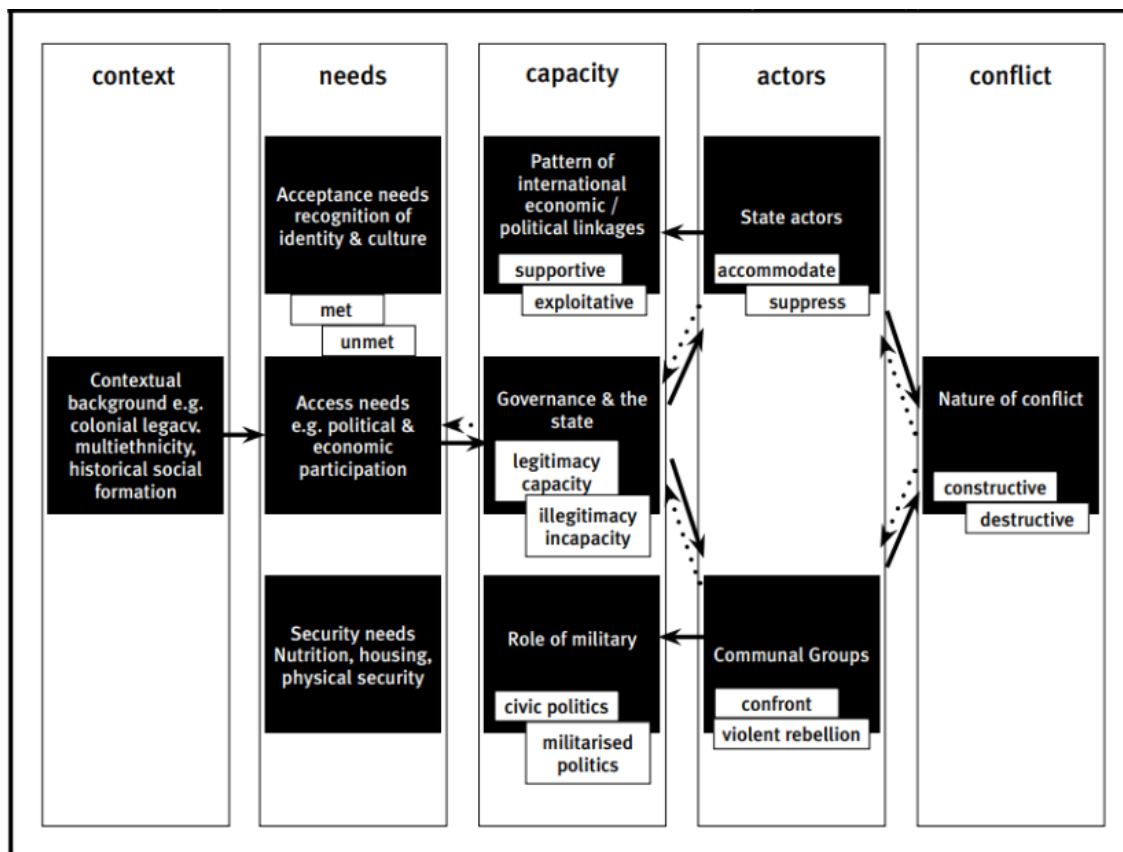 context
needs
capacity
actors
conflict
Contextual
background e.g.
colonial legacy.
multiethnicity,
historical social
formation
Acceptance needs
recognition of
identity & culture
met
unmet
Access needs
e.g. political &
economic
participation
Security needs
Nutrition, housing,
physical security
Pattern of
international
economic /
political linkages
supportive
exploitative
Governance & the
state
legitimacy
capacity
illegitimacy
incapacity
Role of military
civic politics
militarised
politics
State actors
accommodate
suppress
Communal Groups
confront
violent rebellion
Nature of conflict
constructive
destructive